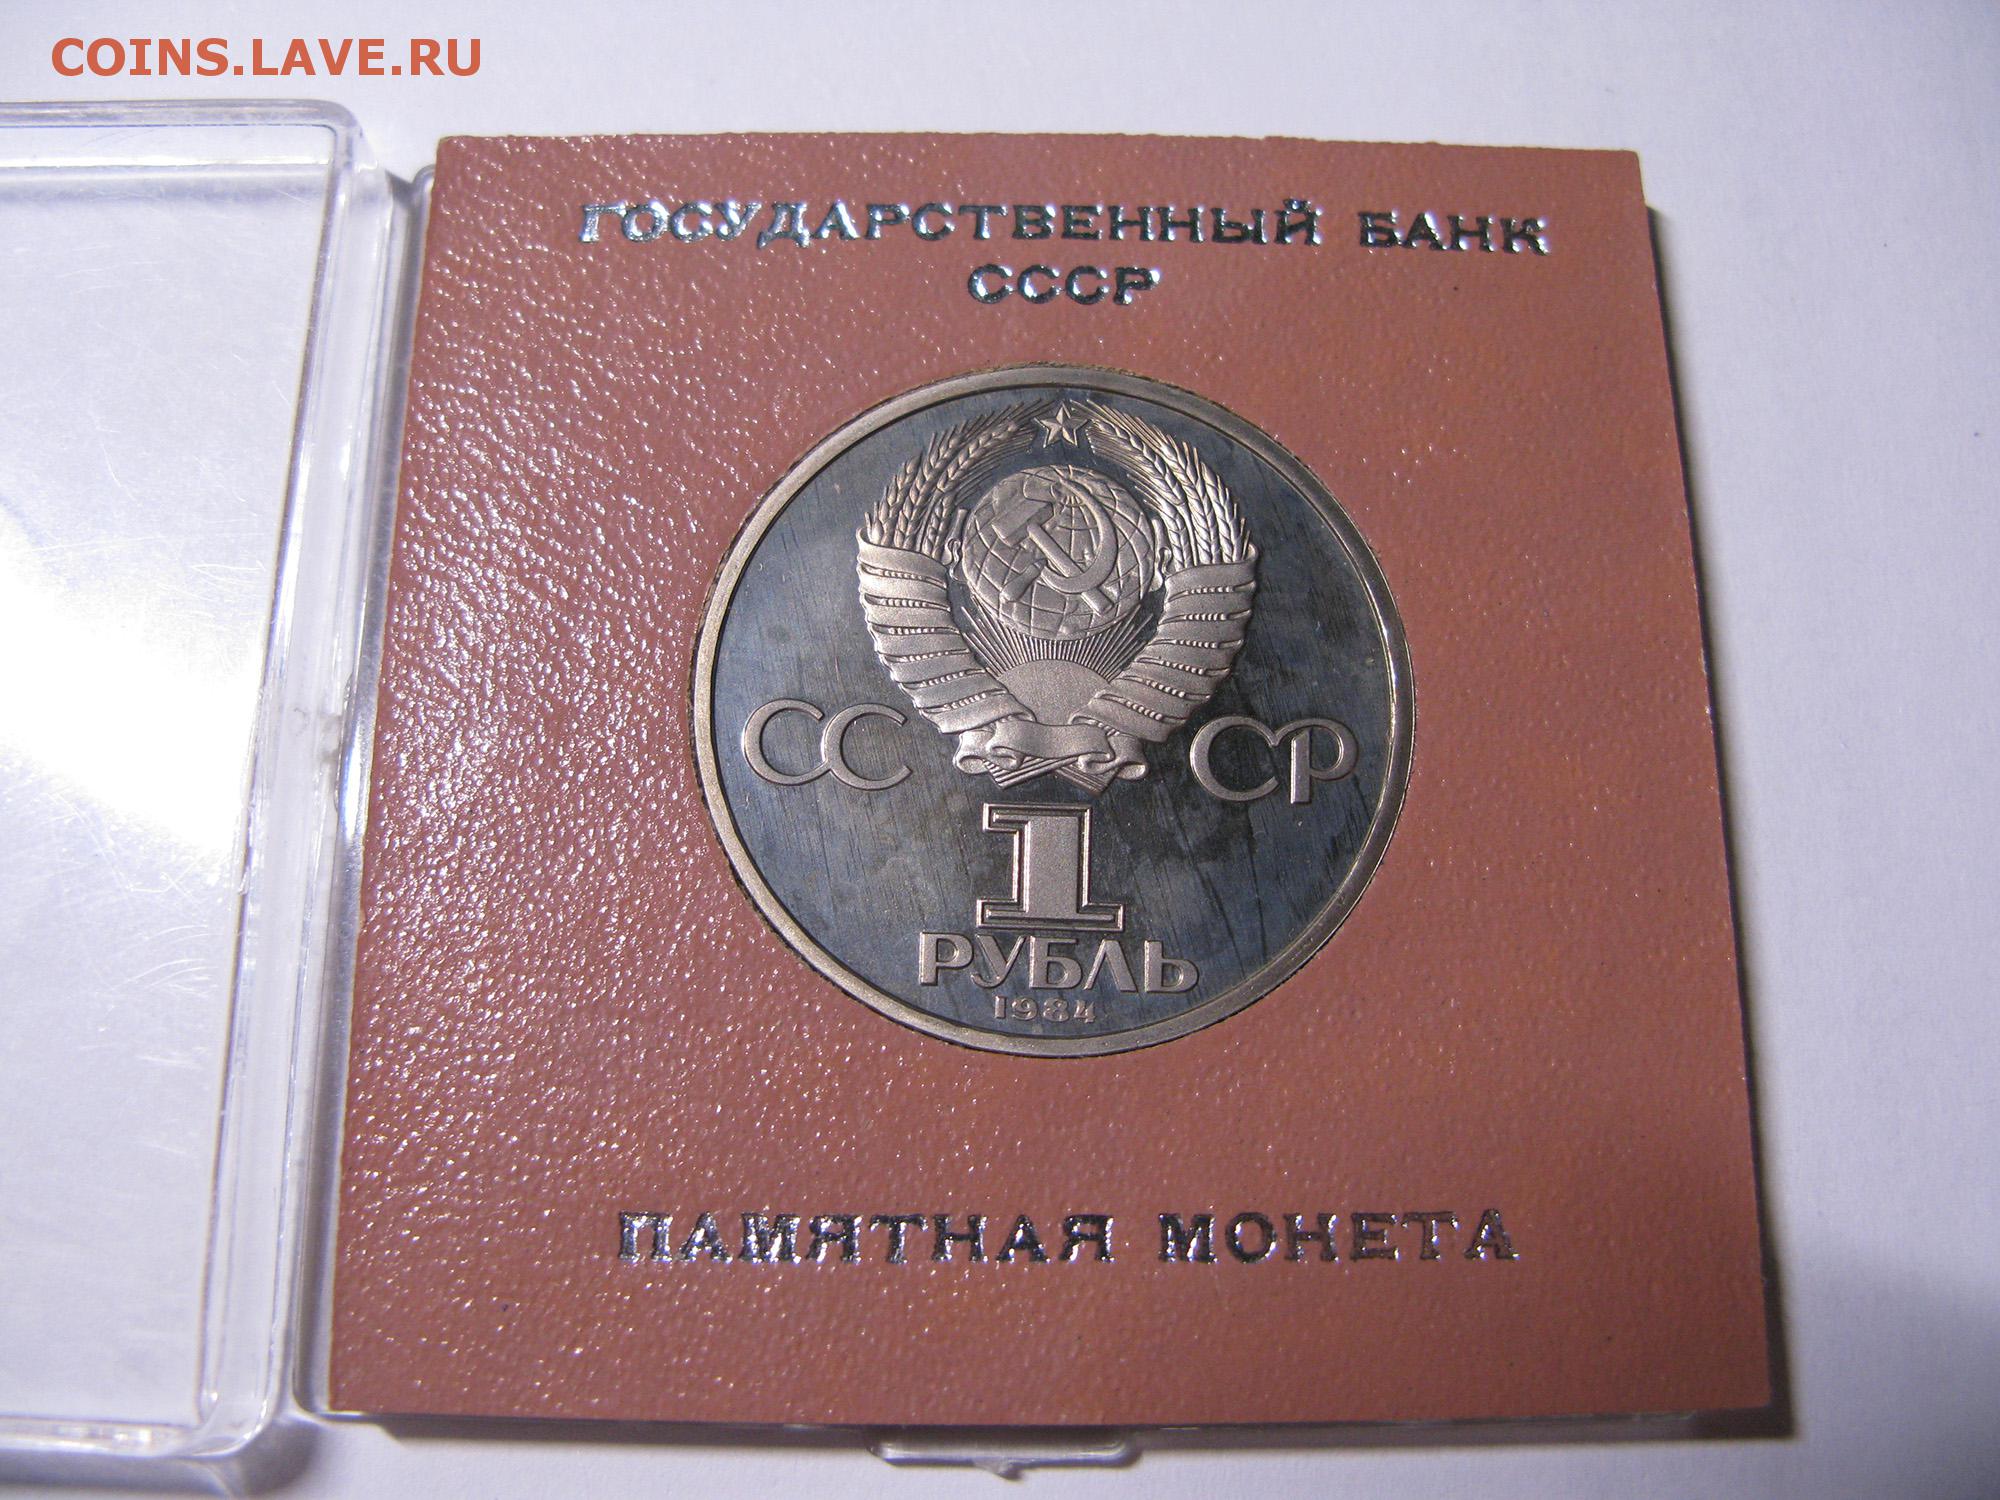 COINS.LAVE.RU
ГОСУДАРСТВЕННЫЙ БАНК
СССР
СС СР
1
РУБЛЬ
1984
ПАМЯТНАЯ МОНЕТА